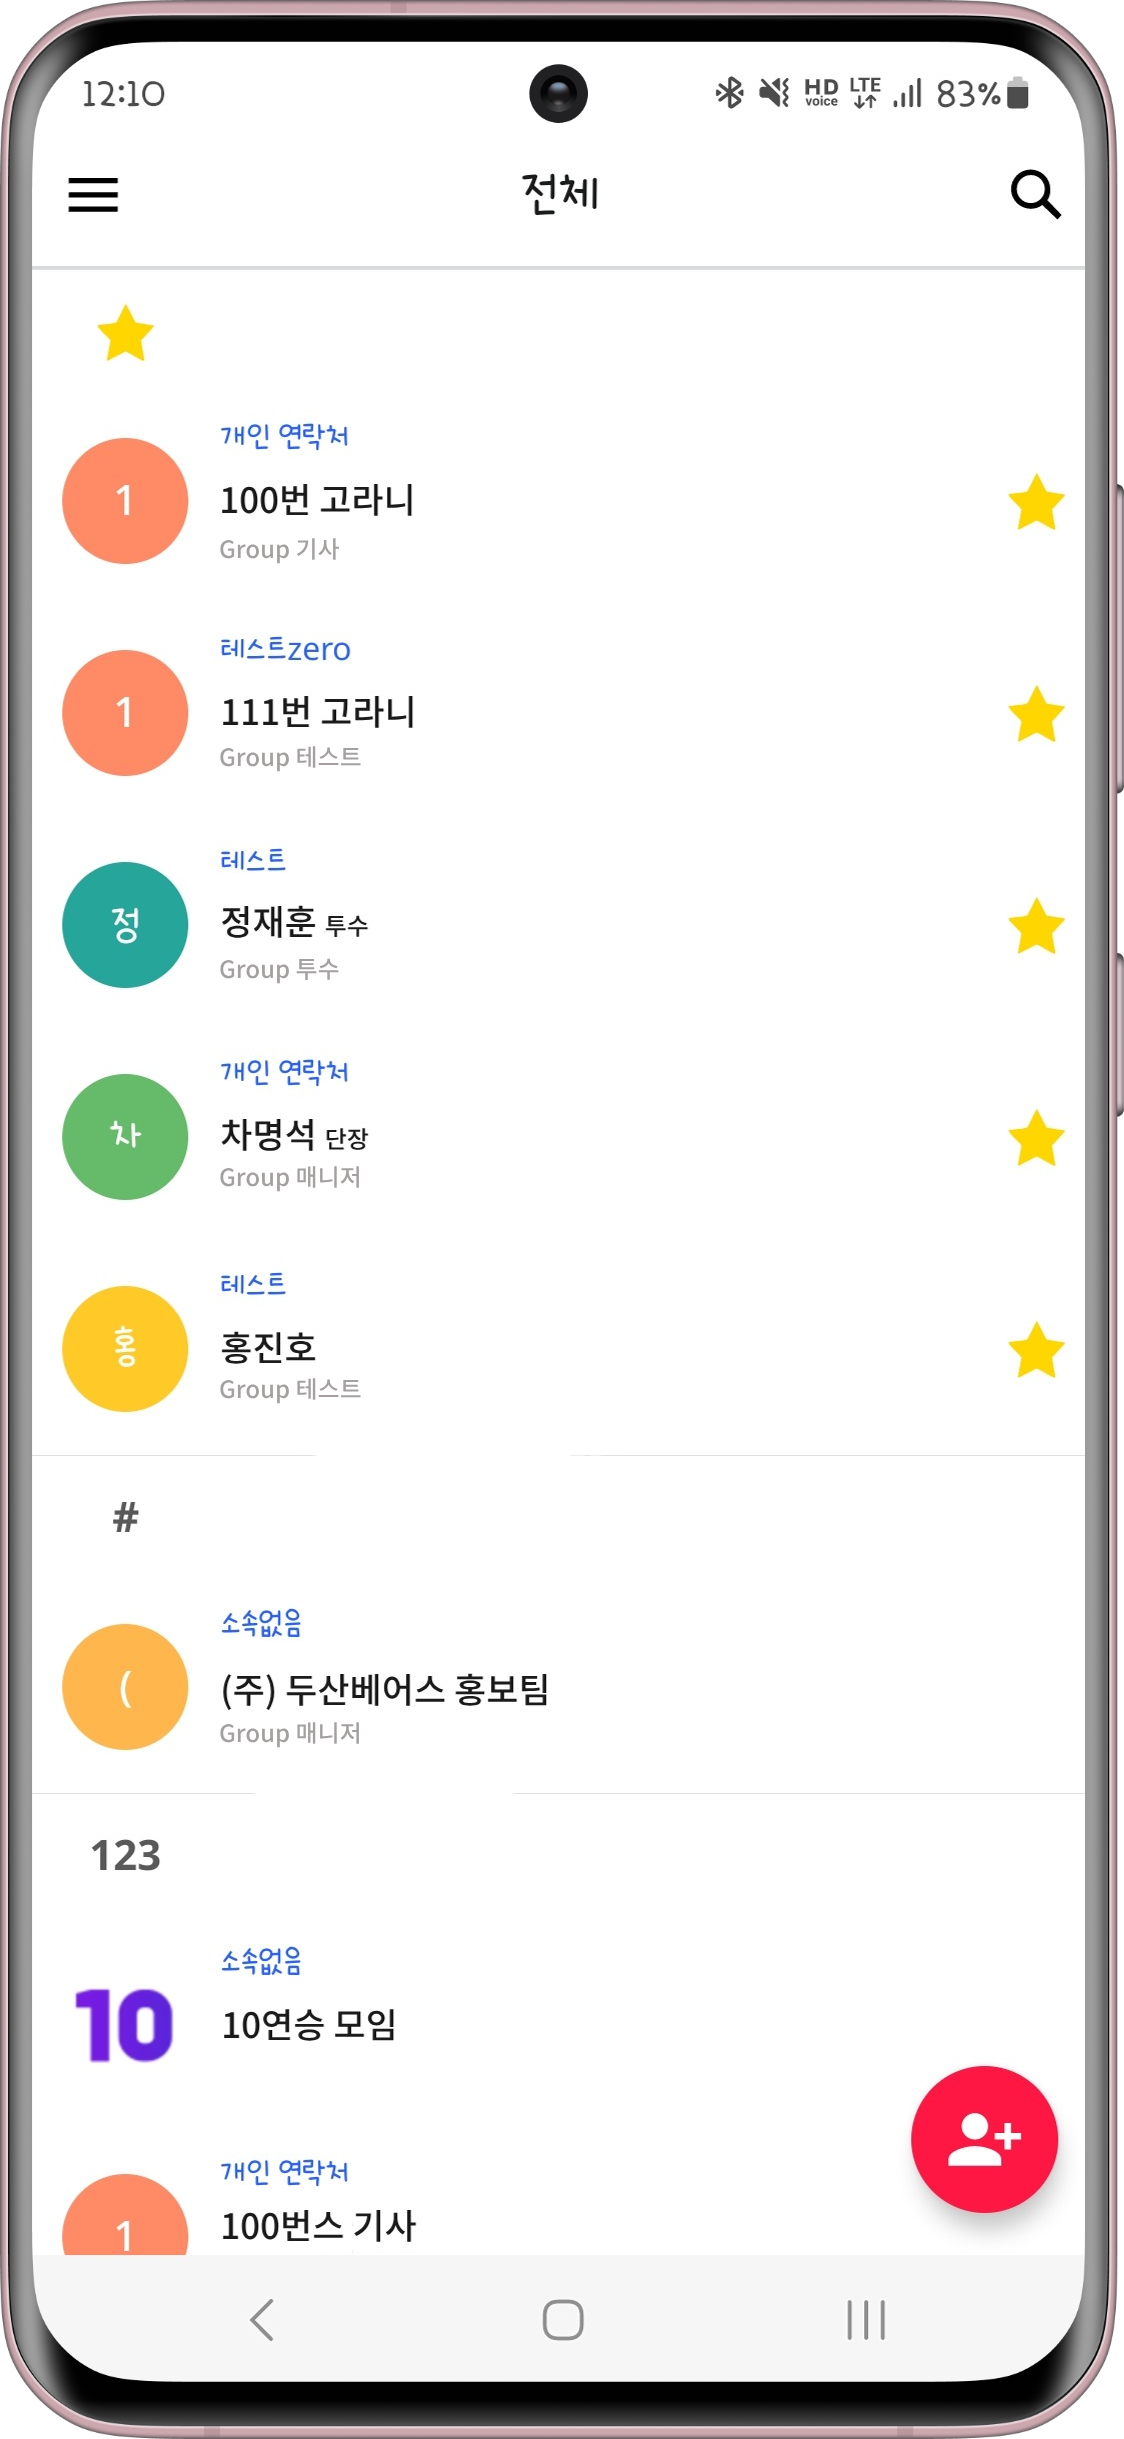 12:10 HD voice LTE 83%
전체
개인 연락처
1
100번 고라니
Group 기사
테스트zero
1
111번 고라니
Group 테스트
테스트
정
정재훈 투수
Group 투수
개인 연락처
차
차명석 단장
Group 매니저
테스트
홍
홍진호
Group 테스트
#
소속없음
(
(주) 두산베어스 홍보팀
Group 매니저
123
소속없음
10
10연승 모임
개인 연락처
1
100번스 기사